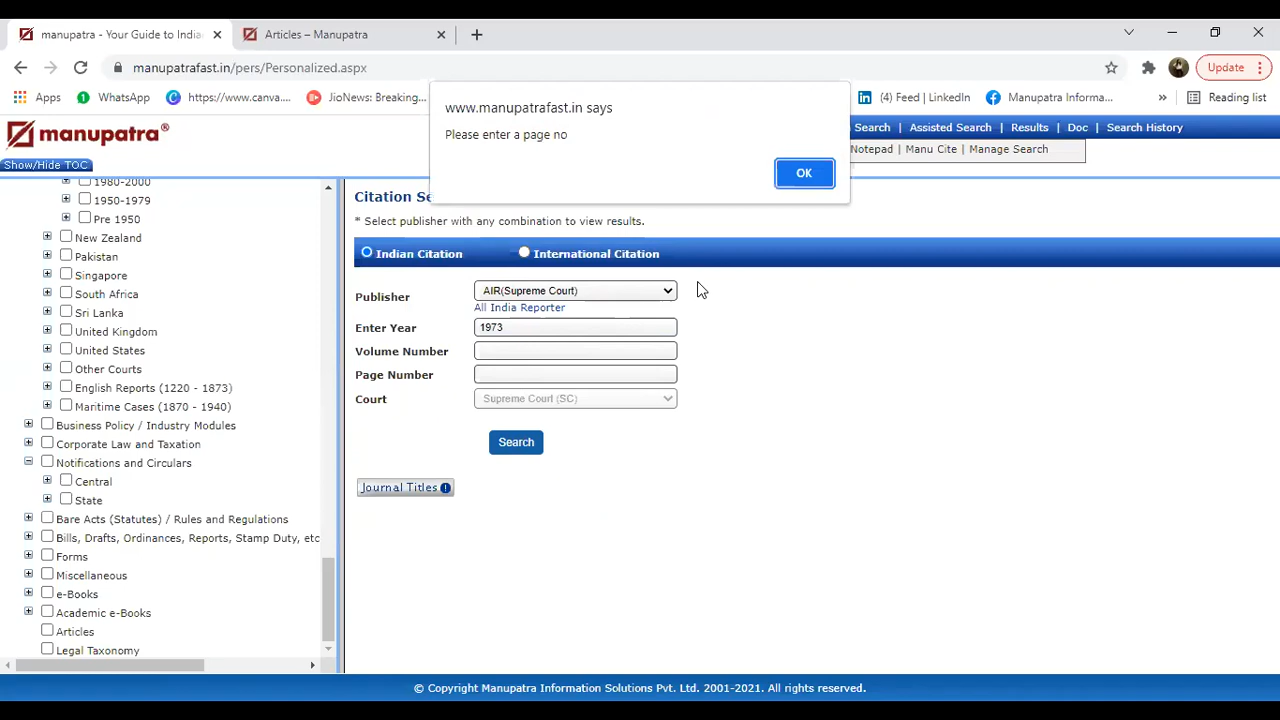 manupatra - Your Guide to India
Articles – Manupatra
manupatrafast.in/pers/Personalized.aspx
Update
Apps
WhatsApp
https://www.canva....
JioNews: Breaking...
(4) Feed | LinkedIn
Manupatra Informa...
»
Reading list
www.manupatrafast.in says
Please enter a page no
OK
manupatra®
Search
Assisted Search
Results
Doc
Search History
Notepad
Manu Cite
Manage Search
Show/Hide TOC
1980-2000
1950-1979
Pre 1950
New Zealand
Pakistan
Singapore
South Africa
Sri Lanka
United Kingdom
United States
Other Courts
English Reports (1220 - 1873)
Maritime Cases (1870 - 1940)
Business Policy / Industry Modules
Corporate Law and Taxation
Notifications and Circulars
Central
State
Bare Acts (Statutes) / Rules and Regulations
Bills, Drafts, Ordinances, Reports, Stamp Duty, etc
Forms
Miscellaneous
e-Books
Academic e-Books
Articles
Legal Taxonomy
Citation Se
* Select publisher with any combination to view results.
Indian Citation
International Citation
Publisher
AIR(Supreme Court)
All India Reporter
Enter Year
1973
Volume Number
Page Number
Court
Supreme Court (SC)
Search
Journal Titles
© Copyright Manupatra Information Solutions Pvt. Ltd. 2001-2021. All rights reserved.